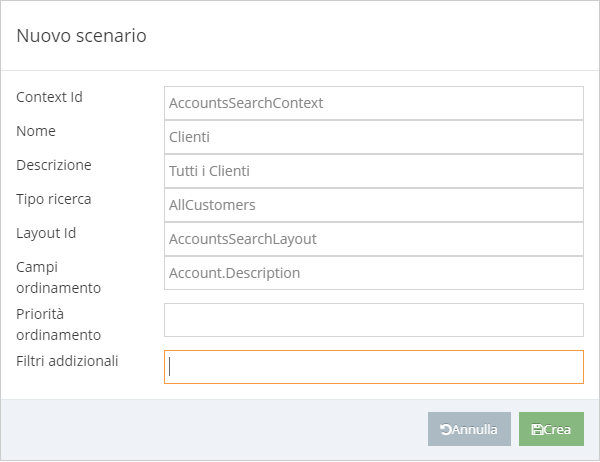 Nuovo scenario
Context Id AccountsSearchContext
Nome Clienti
Descrizione Tutti i Clienti
Tipo ricerca AllCustomers
Layout Id AccountsSearchLayout
Campi Account.Description
ordinamento
Priorità
ordinamento
Filtri addizionali
Annulla Crea